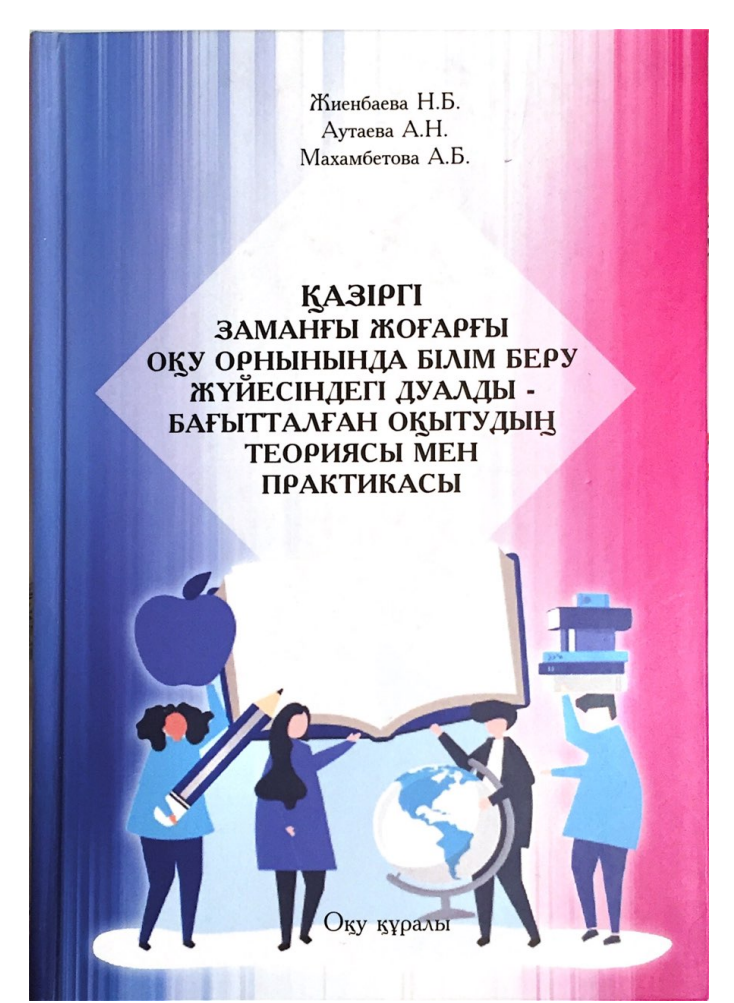 Жиенбаева Н.Б.
Аутаева А.Н.
Махамбетова А.Б.
ҚАЗІРГІ
ЗАМАНҒЫ ЖОҒАРҒЫ
ОҚУ ОРНЫНЫНДА БІЛІМ БЕРУ
ЖҮЙЕСІНДЕГІ ДУАЛДЫ -
БАҒЫТТАЛҒАН ОҚЫТУДЫҢ
ТЕОРИЯСЫ МЕН
ПРАКТИКАСЫ
Оқу құралы